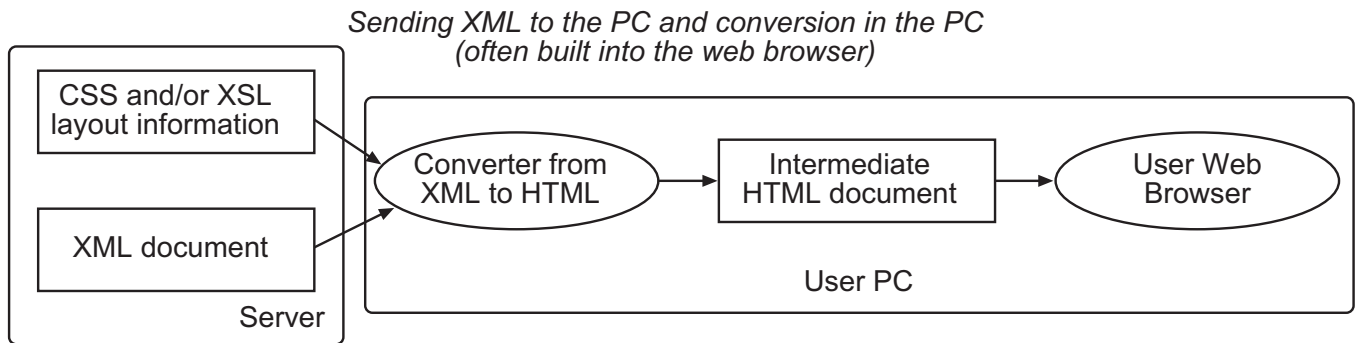 Sending XML to the PC and conversion in the PC
(often built into the web browser)
CSS and/or XSL
layout information
XML document
Server
Converter from
XML to HTML
Intermediate
HTML document
User Web
Browser
User PC